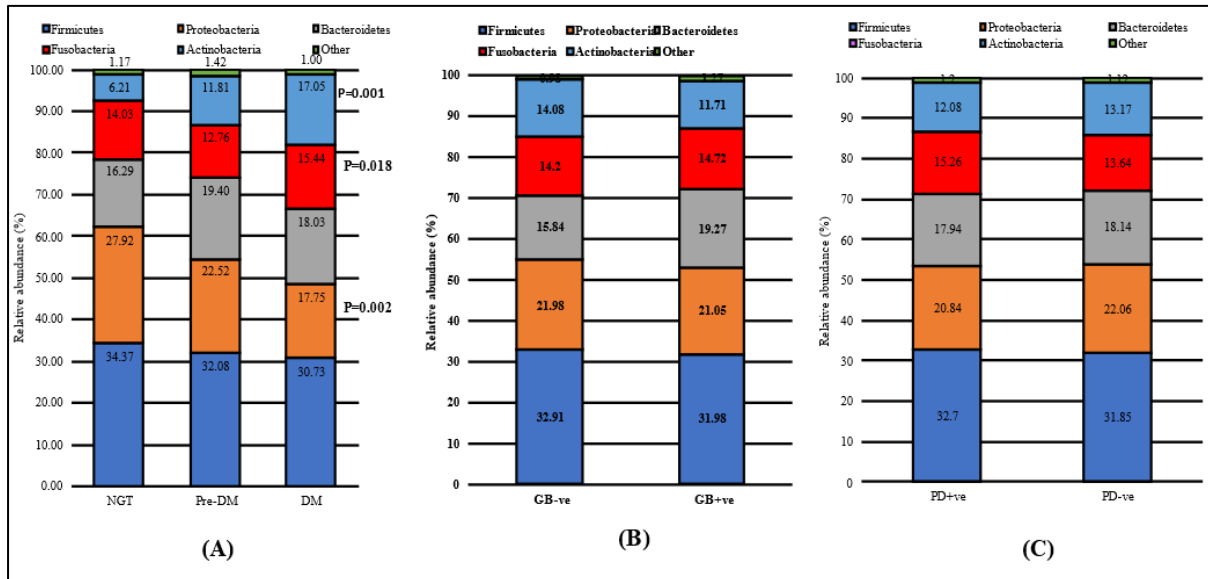 Firmicutes Proteobacteria Bacteroidetes
Fusobacteria Actinobacteria Other
Relative abundance (%)
100.00
90.00
80.00
70.00
60.00
50.00
40.00
30.00
20.00
10.00
0.00
1.17 1.42 1.00
6.21 11.81 17.05 P=0.001
14.03 12.76 15.44 P=0.018
16.29 19.40 18.03
27.92 22.52 17.75 P=0.002
34.37 32.08 30.73
NGT Pre-DM DM
(A)
Firmicutes Proteobacteria Bacteroidetes
Fusobacteria Actinobacteria Other
Relative abundance (%)
100
90
80
70
60
50
40
30
20
10
0
14.08 11.71
14.2 14.72
15.84 19.27
21.98 21.05
32.91 31.98
GB-ve GB+ve
(B)
Firmicutes Proteobacteria Bacteroidetes
Fusobacteria Actinobacteria Other
Relative abundance (%)
100
90
80
70
60
50
40
30
20
10
0
12.08 13.17
15.26 13.64
17.94 18.14
20.84 22.06
32.7 31.85
PD+ve PD-ve
(C)